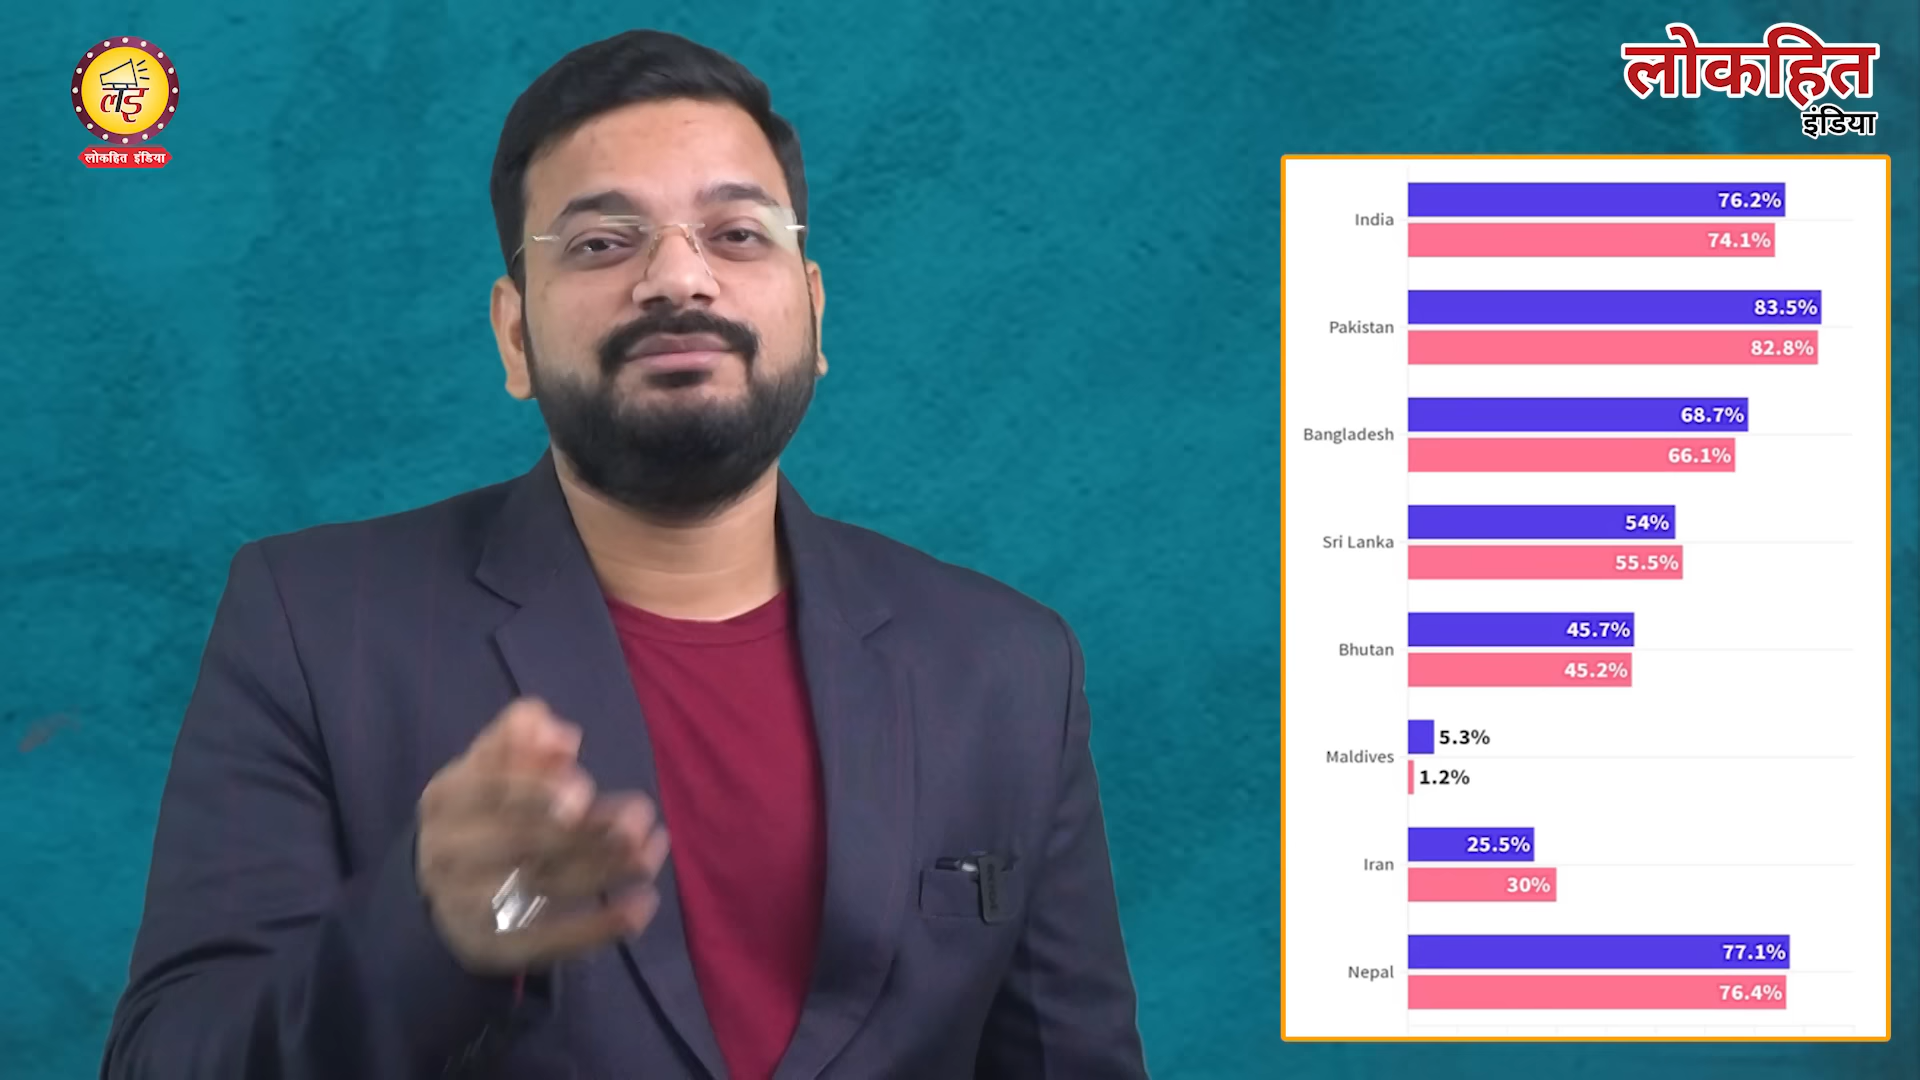 लई
लोकहित इंडिया
लोकहित
इंडिया
India
76.2%
74.1%
Pakistan
83.5%
82.8%
Bangladesh
68.7%
66.1%
Sri Lanka
54%
55.5%
Bhutan
45.7%
45.2%
Maldives
5.3%
1.2%
Iran
25.5%
30%
Nepal
77.1%
76.4%